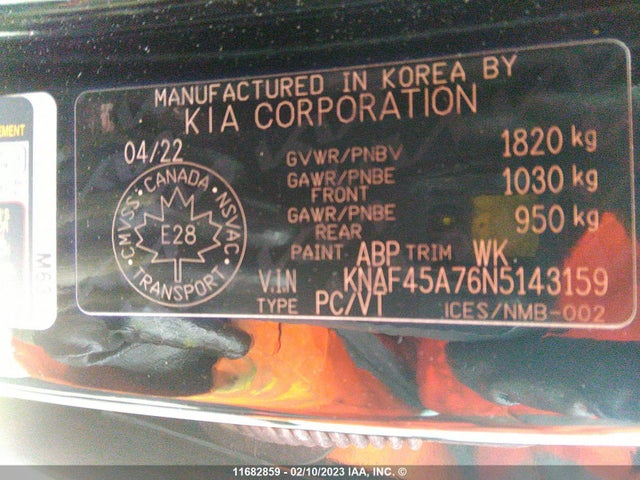 MANUFACTURED IN KOREA BY
KIA CORPORATION
04/22
GVWR/PNBV 1820 kg
GAWR/PNBE FRONT 1030 kg
GAWR/PNBE REAR 950 kg
CMVSS · CANADA · NSVAC
E28
· TRANSPORT ·
PAINT ABP TRIM WK
V.I.N KNAF45A76N5143159
TYPE PC/VT ICES/NMB-002
EMENT
11682859 - 02/10/2023 IAA, INC. ©